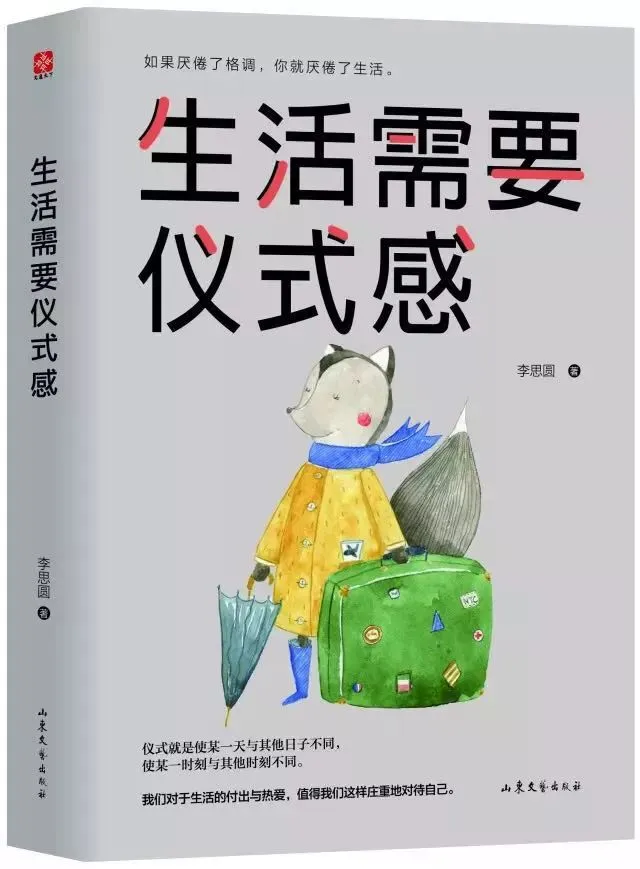 如果厌倦了格调，你就厌倦了生活。
生活需要
仪式感
李思圆 著
仪式就是使某一天与其他日子不同，
使某一时刻与其他时刻不同。
我们对于生活的付出与热爱，值得我们这样庄重地对待自己。
山东文艺出版社
NYC
生活需要仪式感
李思圆 著
山东文艺出版社